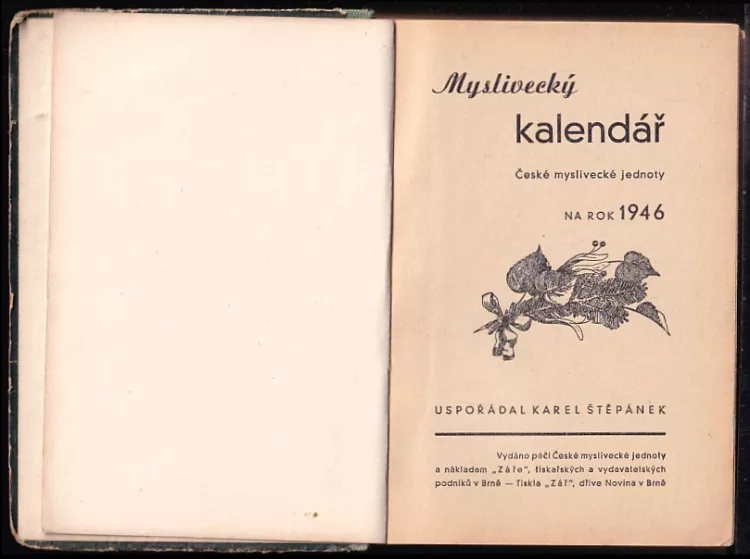 Myslivecký
kalendář
České myslivecké jednoty
NA ROK 1946
USPOŘÁDAL KAREL ŠTĚPÁNEK
Vydáno péčí České myslivecké jednoty
a nákladem „Záře“, tiskařských a vydavatelských
podniků v Brně — Tiskla „Zář“, dříve Novina v Brně